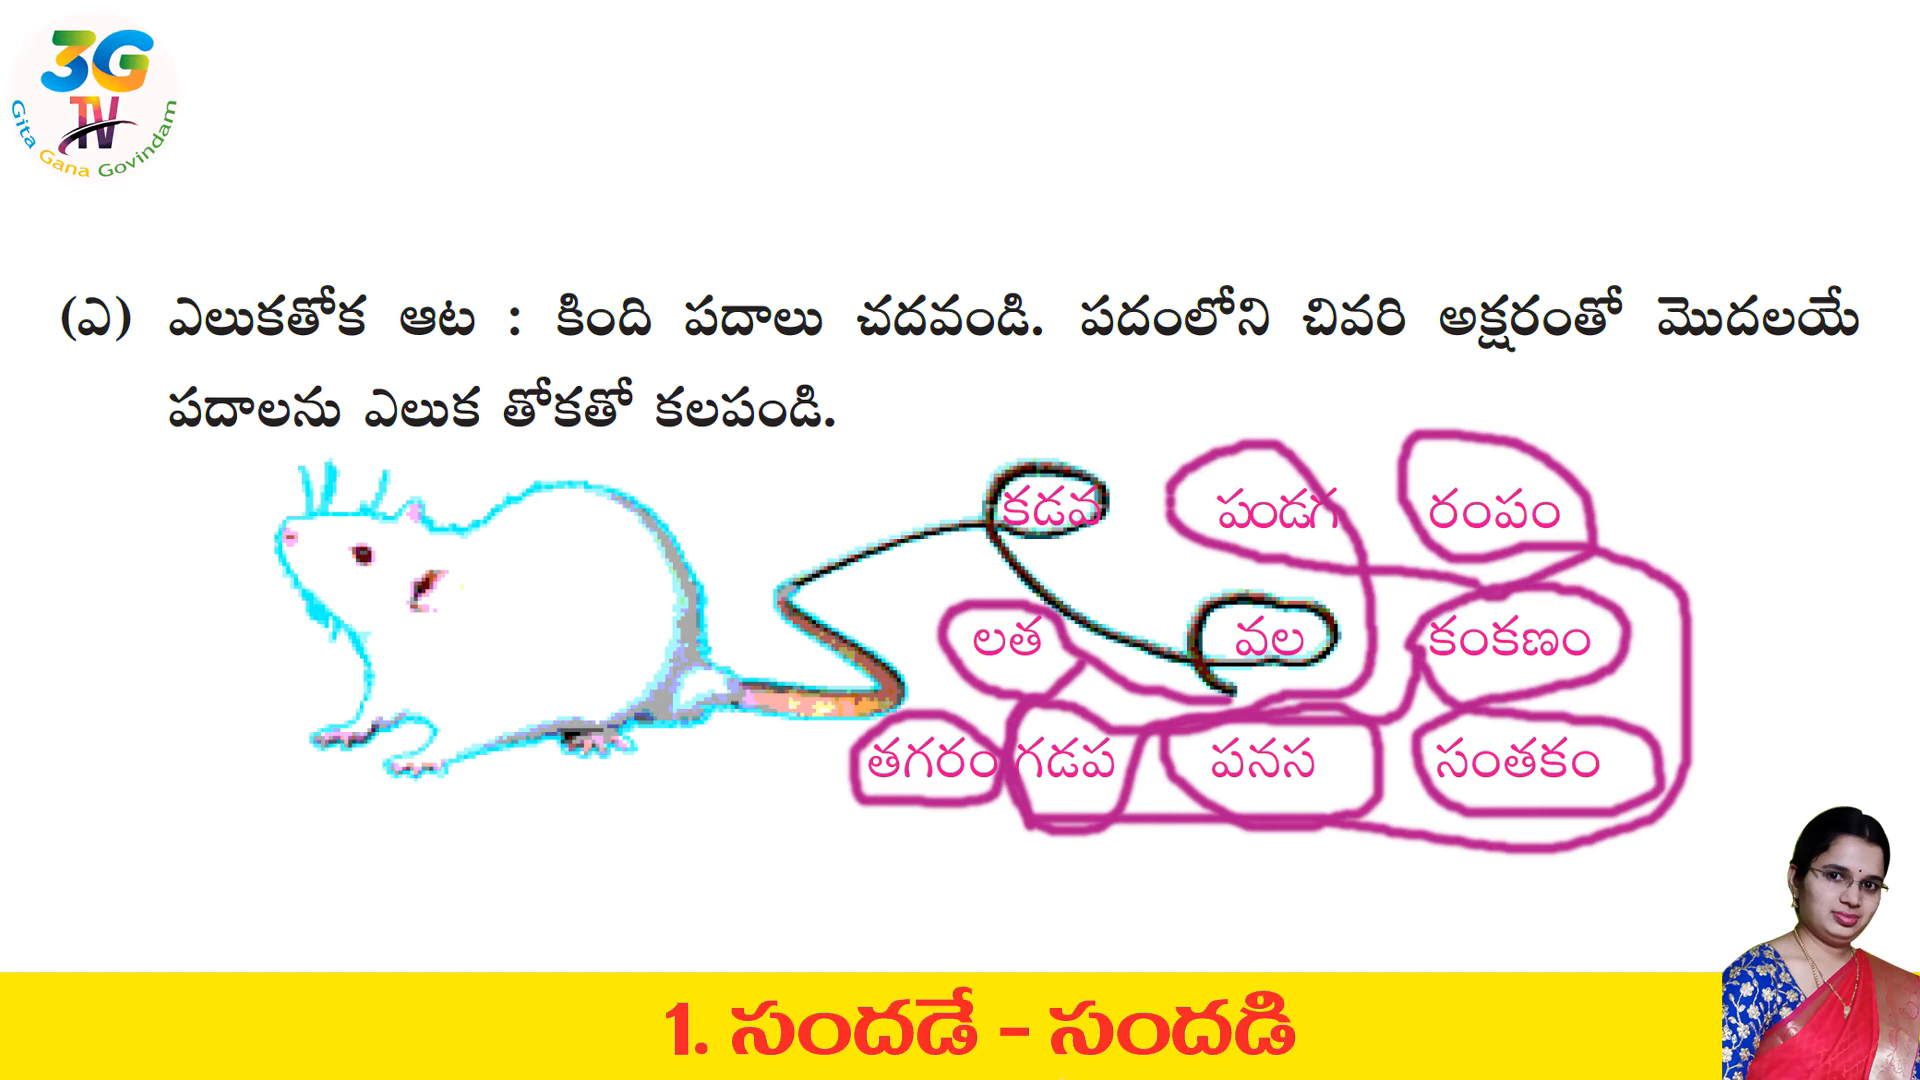 3G
TV
Gita Gana Govindam
(ఎ) ఎలుకతోక ఆట : కింది పదాలు చదవండి. పదంలోని చివరి అక్షరంతో మొదలయే
పదాలను ఎలుక తోకతో కలపండి.
కడవ పండగ రంపం
లత వల కంకణం
తగరం గడప పనస సంతకం
1. సందడే - సందడి